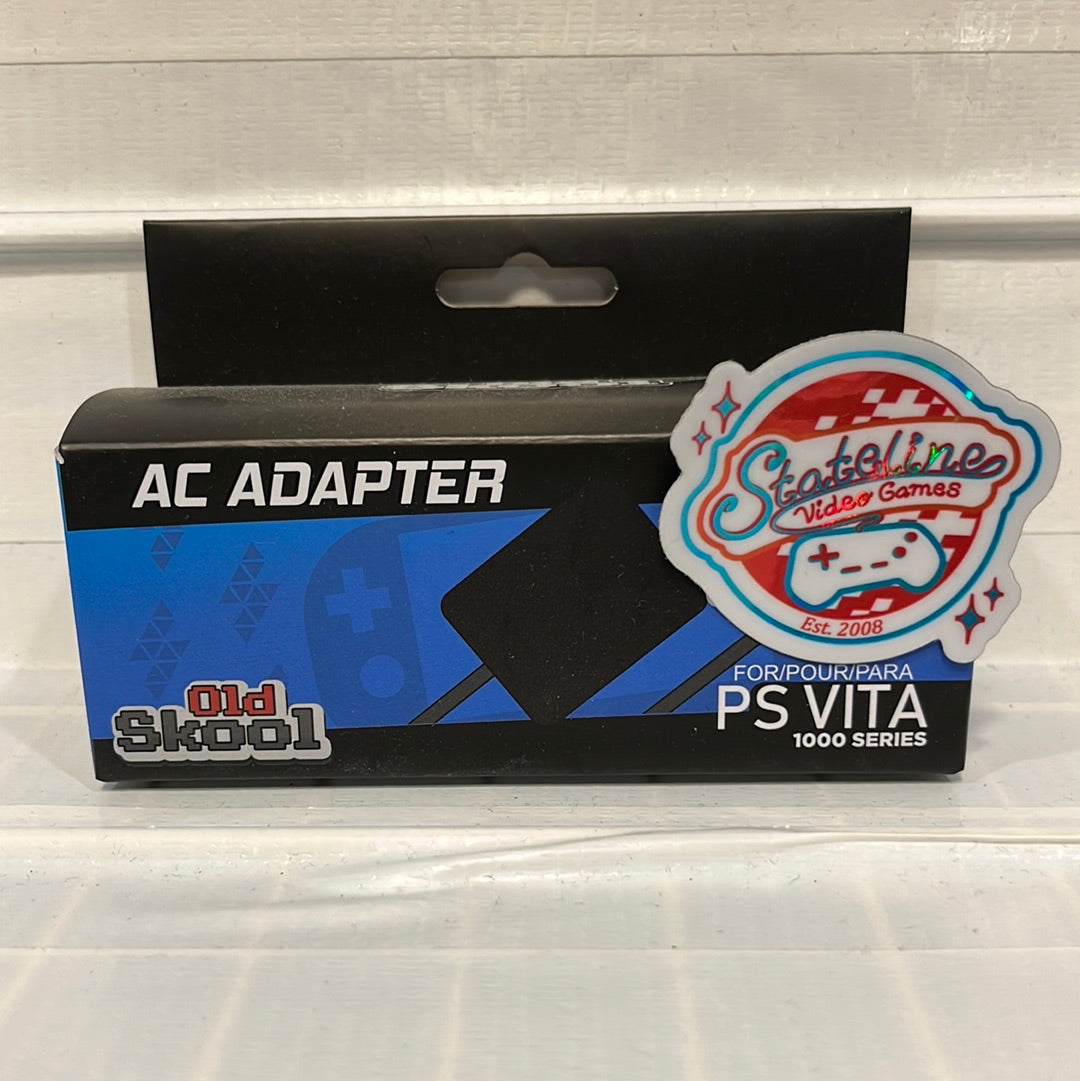 AC ADAPTER
Stateline
Video Games
Est. 2008
FOR/POUR/PARA
PS VITA
1000 SERIES
Old
Skool